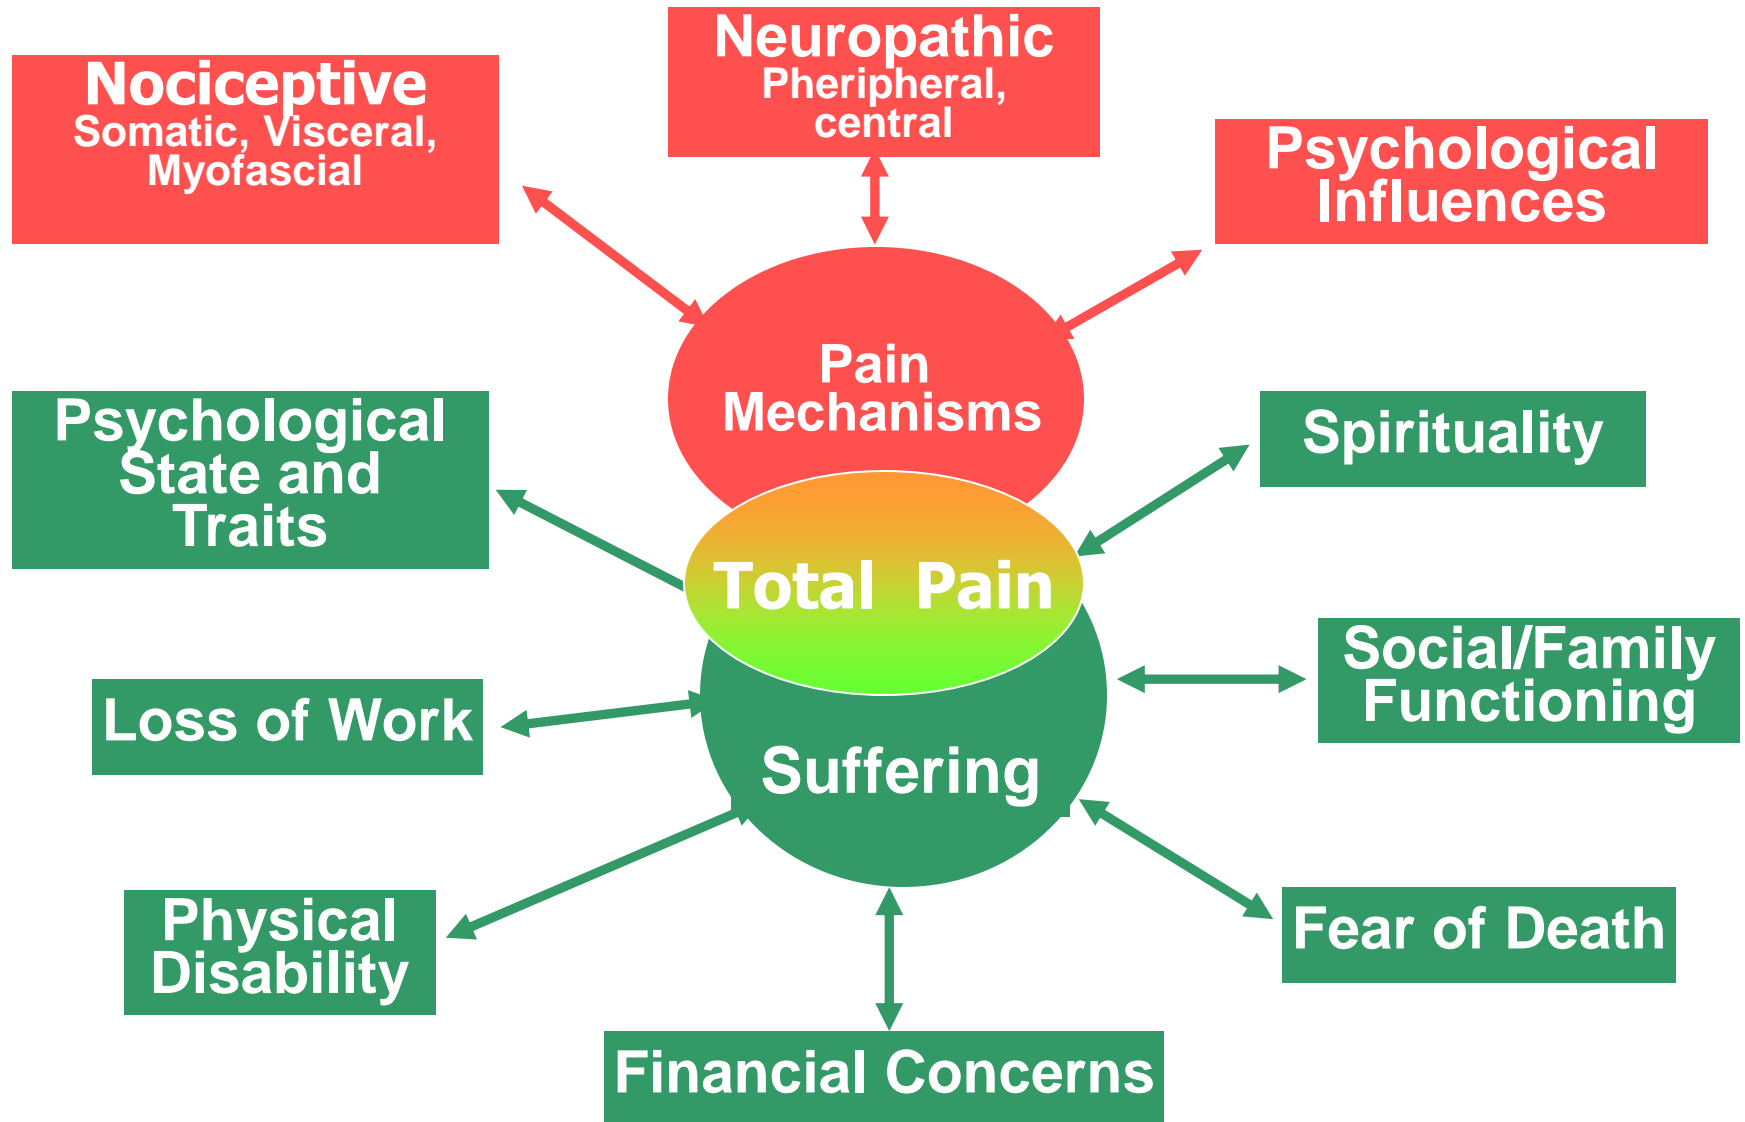 Neuropathic
Pheripheral,
central
Nociceptive
Somatic, Visceral,
Myofascial
Psychological
Influences
Pain
Mechanisms
Psychological
State and
Traits
Spirituality
Total Pain
Social/Family
Functioning
Loss of Work
Suffering
Physical
Disability
Fear of Death
Financial Concerns